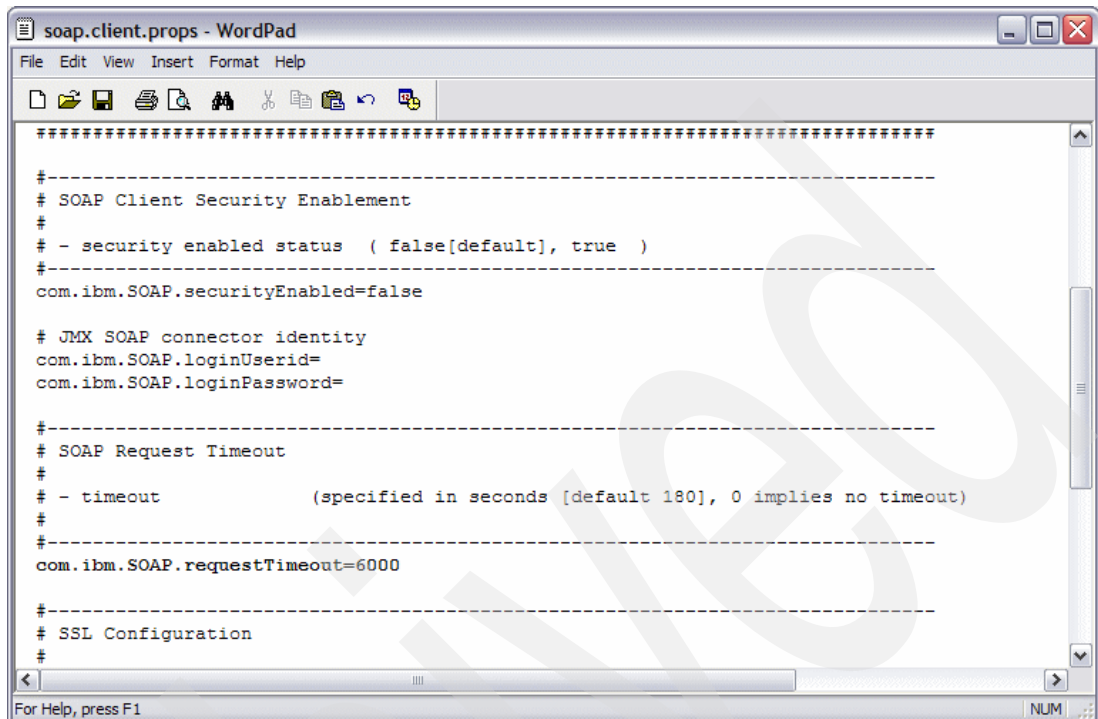 soap.client.props - WordPad
File Edit View Insert Format Help
################################################################################
#-------------------------------------------------------------------------------
# SOAP Client Security Enablement
#
# - security enabled status  ( false[default], true  )
#-------------------------------------------------------------------------------
com.ibm.SOAP.securityEnabled=false
# JMX SOAP connector identity
com.ibm.SOAP.loginUserid=
com.ibm.SOAP.loginPassword=
#-------------------------------------------------------------------------------
# SOAP Request Timeout
#
# - timeout             (specified in seconds [default 180], 0 implies no timeout)
#
#-------------------------------------------------------------------------------
com.ibm.SOAP.requestTimeout=6000
#-------------------------------------------------------------------------------
# SSL Configuration
#
For Help, press F1
NUM